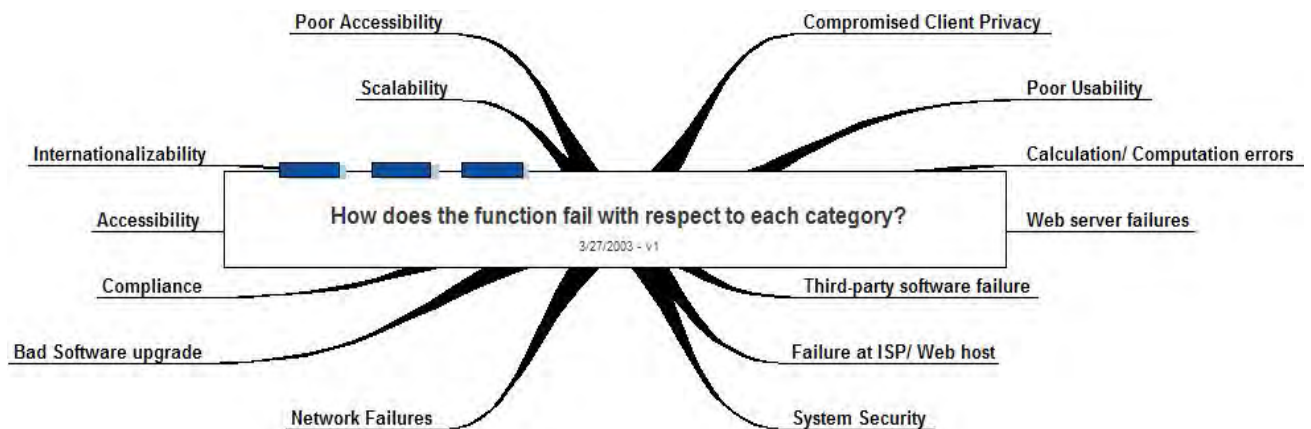 Poor Accessibility
Compromised Client Privacy
Scalability
Poor Usability
Internationalizability
Calculation/ Computation errors
How does the function fail with respect to each category?
Accessibility
Web server failures
3/27/2003 - v1
Compliance
Third-party software failure
Bad Software upgrade
Failure at ISP/ Web host
Network Failures
System Security